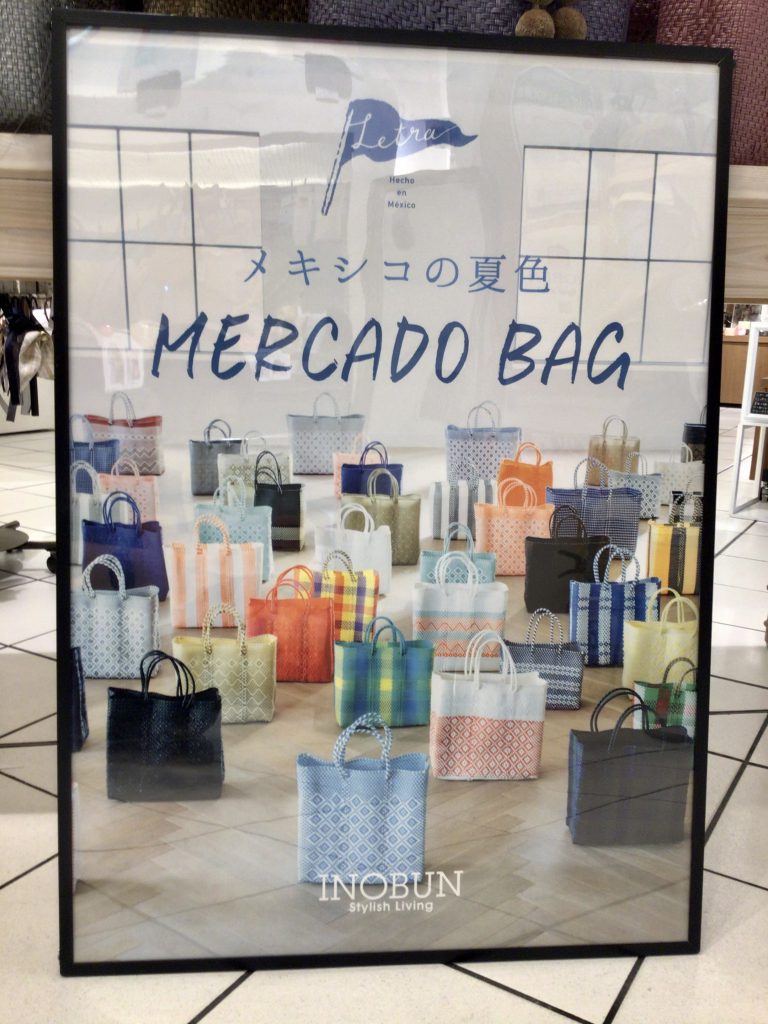 Letra
Hecho
en
México
メキシコの夏色
MERCADO BAG
INOBUN
Stylish Living